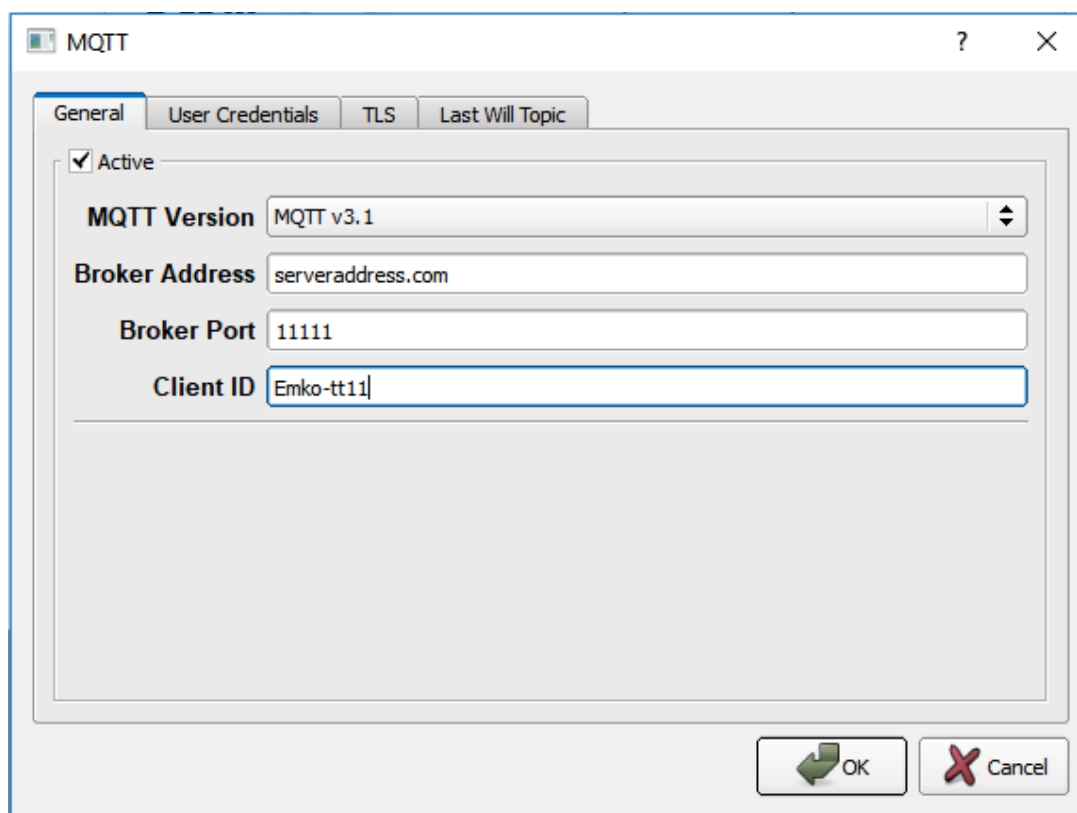 MQTT ?
General User Credentials TLS Last Will Topic
Active
MQTT Version MQTT v3.1
Broker Address serveraddress.com
Broker Port 11111
Client ID Emko-tt11
OK Cancel